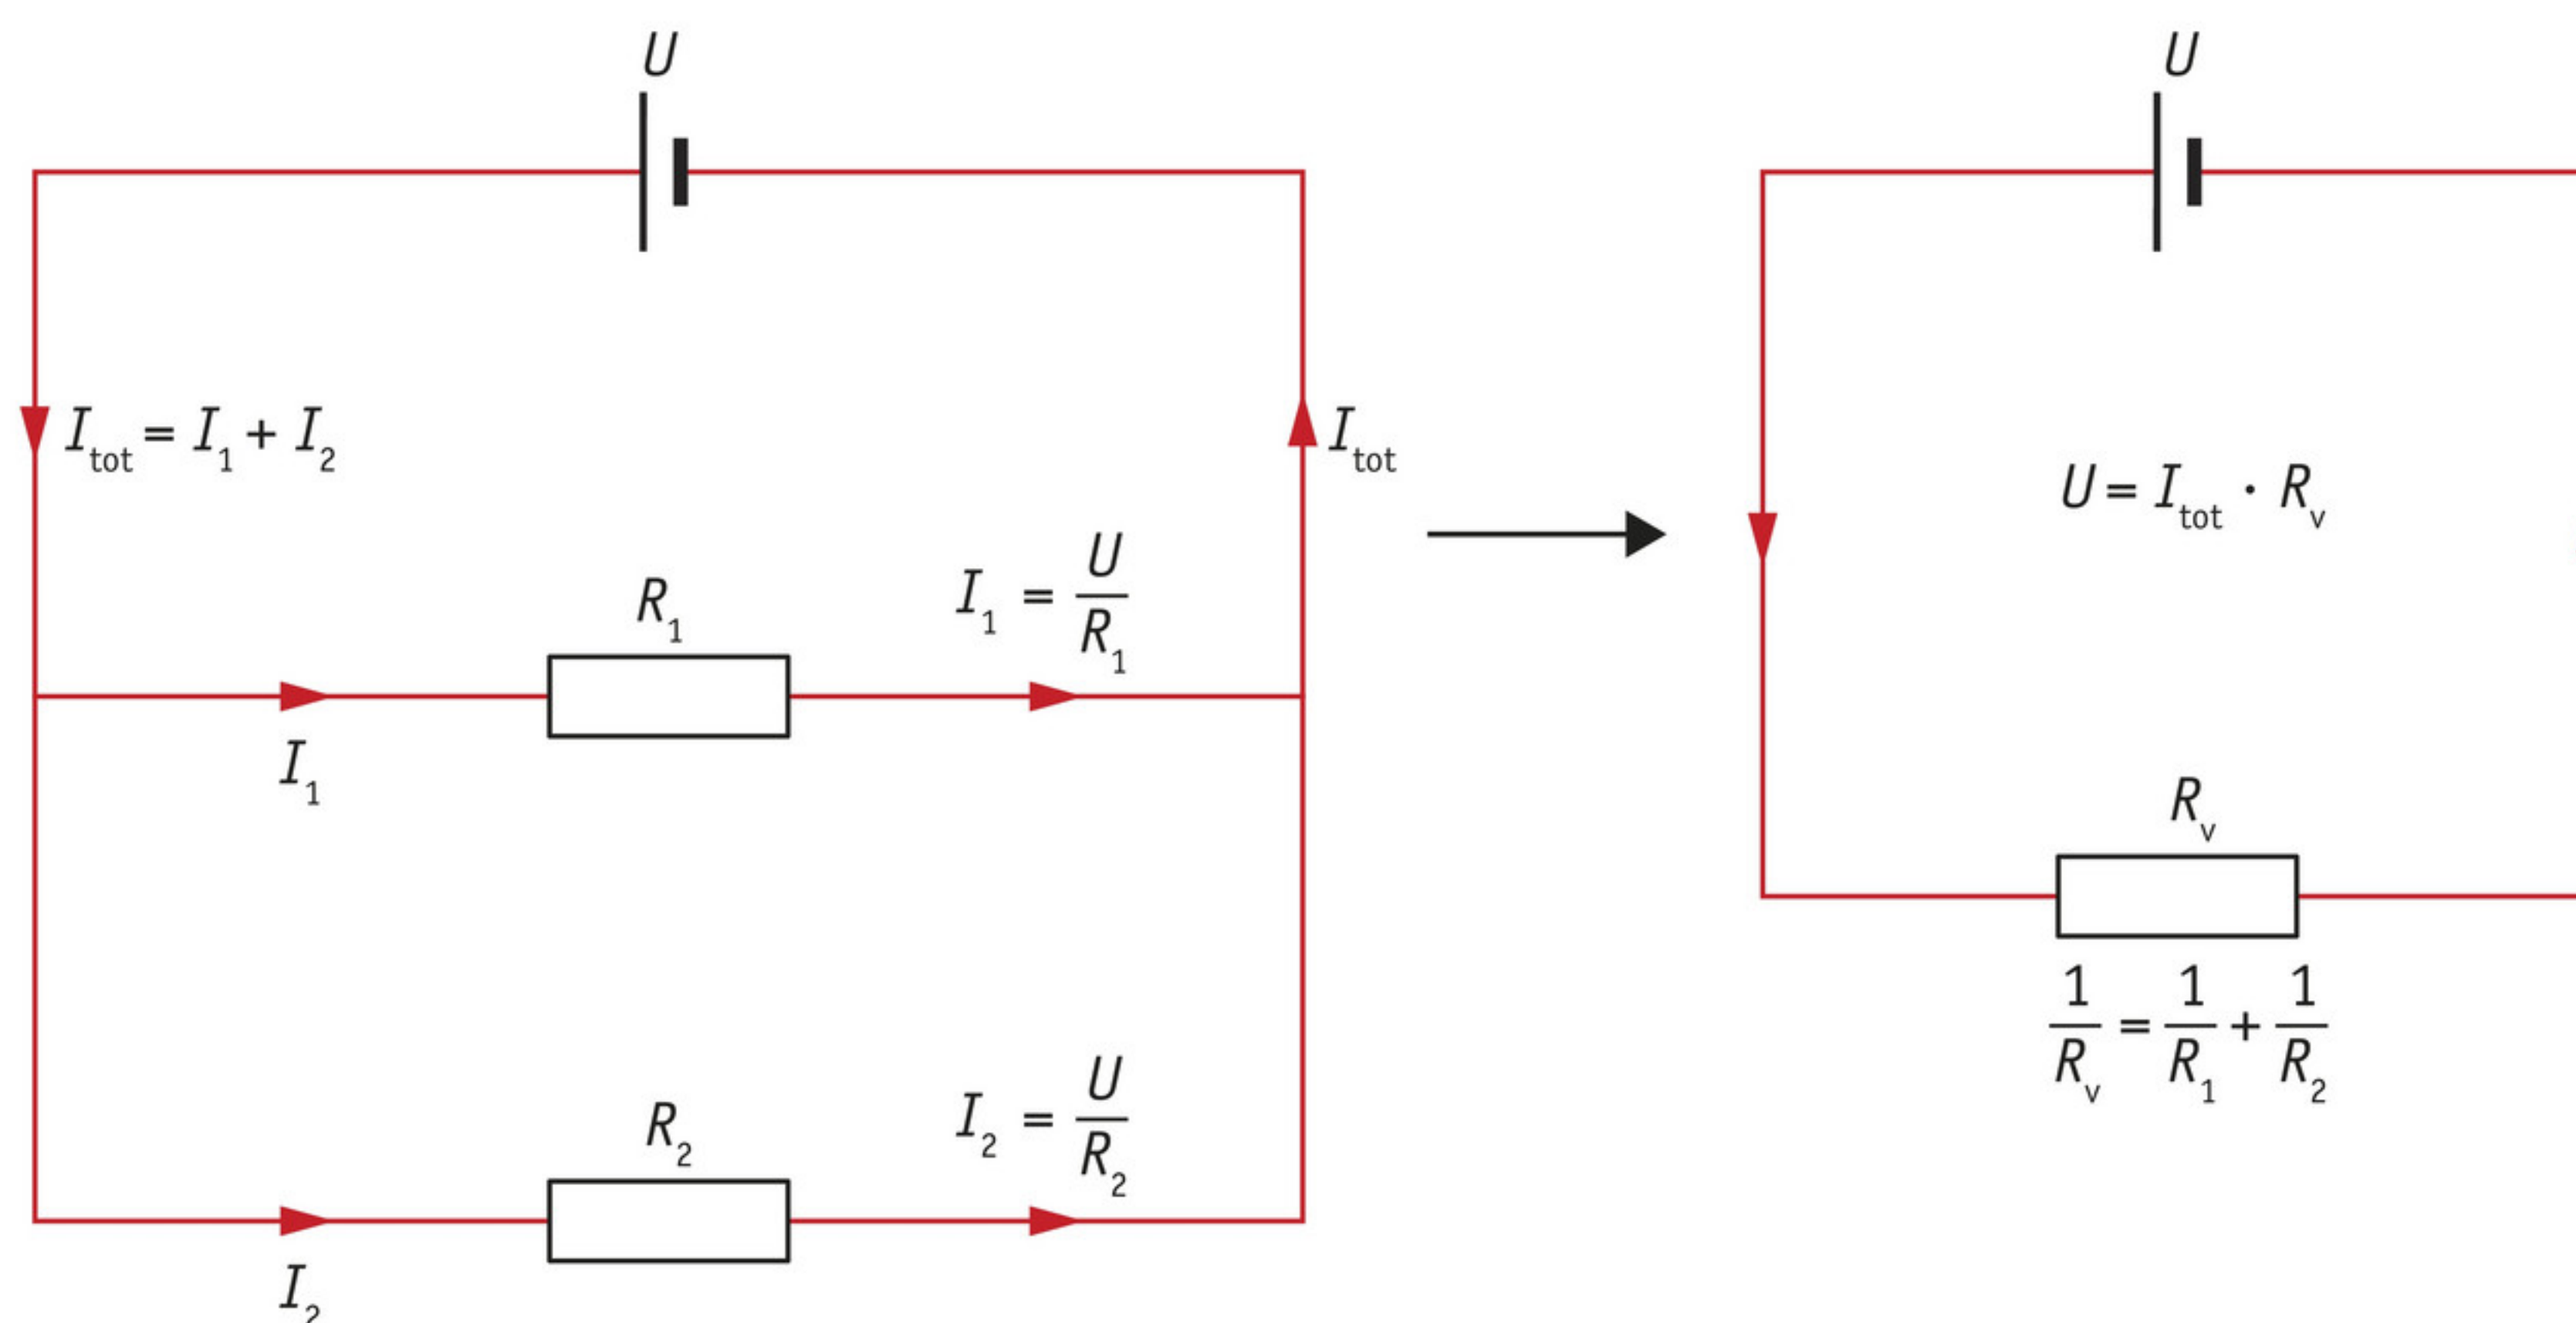 U
U
I_tot = I_1 + I_2
I_tot
U = I_tot · R_v
R_1
I_1 = U/R_1
I_1
R_v
1/R_v = 1/R_1 + 1/R_2
R_2
I_2 = U/R_2
I_2